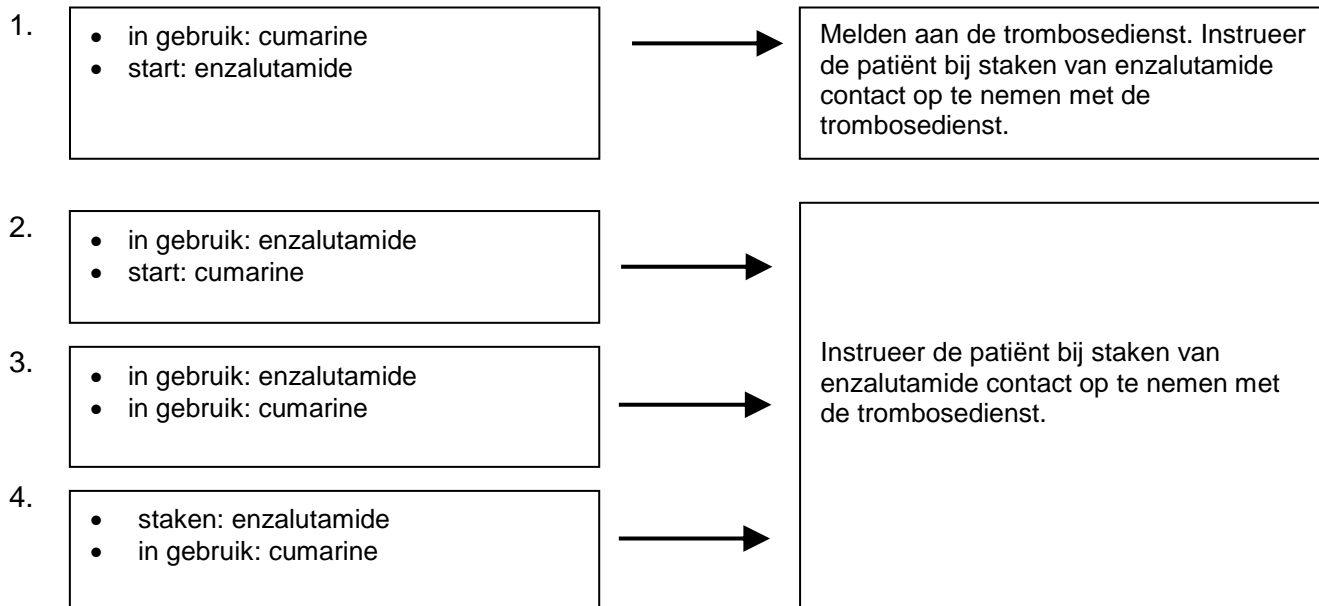 1.
• in gebruik: cumarine
• start: enzalutamide
Melden aan de trombosedienst. Instrueer
de patiënt bij staken van enzalutamide
contact op te nemen met de
trombosedienst.
2.
• in gebruik: enzalutamide
• start: cumarine
3.
• in gebruik: enzalutamide
• in gebruik: cumarine
Instrueer de patiënt bij staken van
enzalutamide contact op te nemen met
de trombosedienst.
4.
• staken: enzalutamide
• in gebruik: cumarine